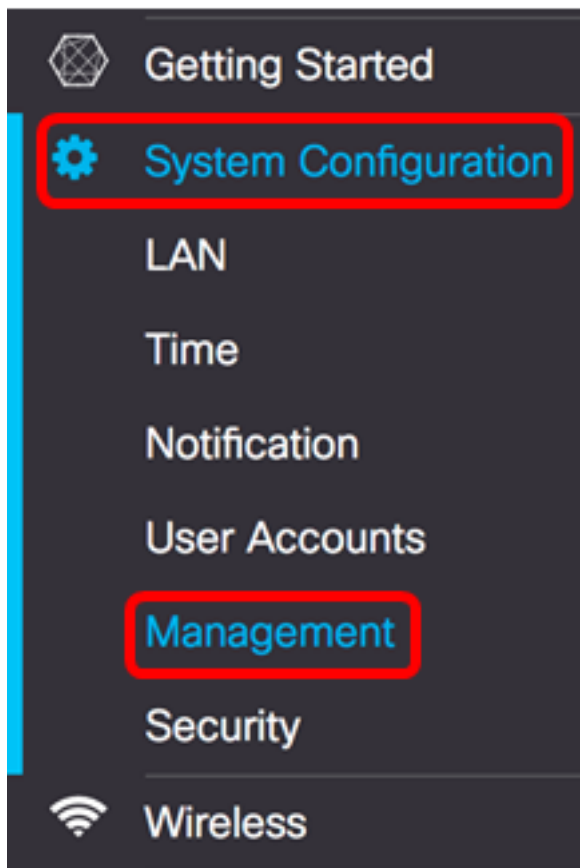 Getting Started
System Configuration
LAN
Time
Notification
User Accounts
Management
Security
Wireless